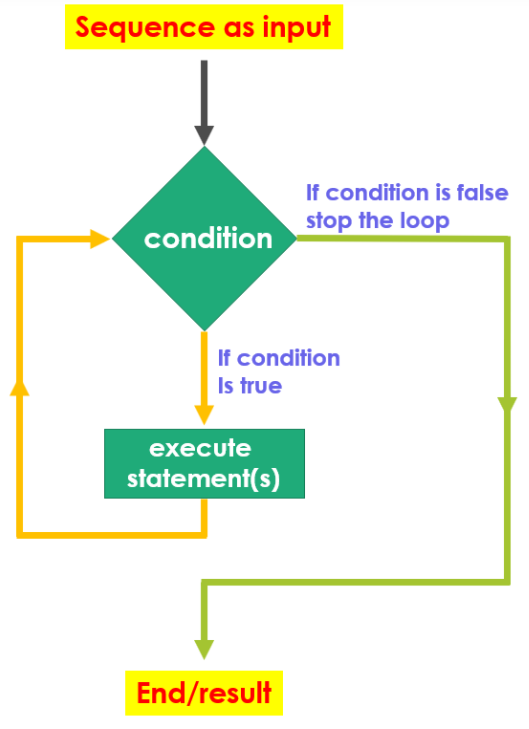 Sequence as input
If condition is false
stop the loop
condition
If condition
Is true
execute
statement(s)
End/result